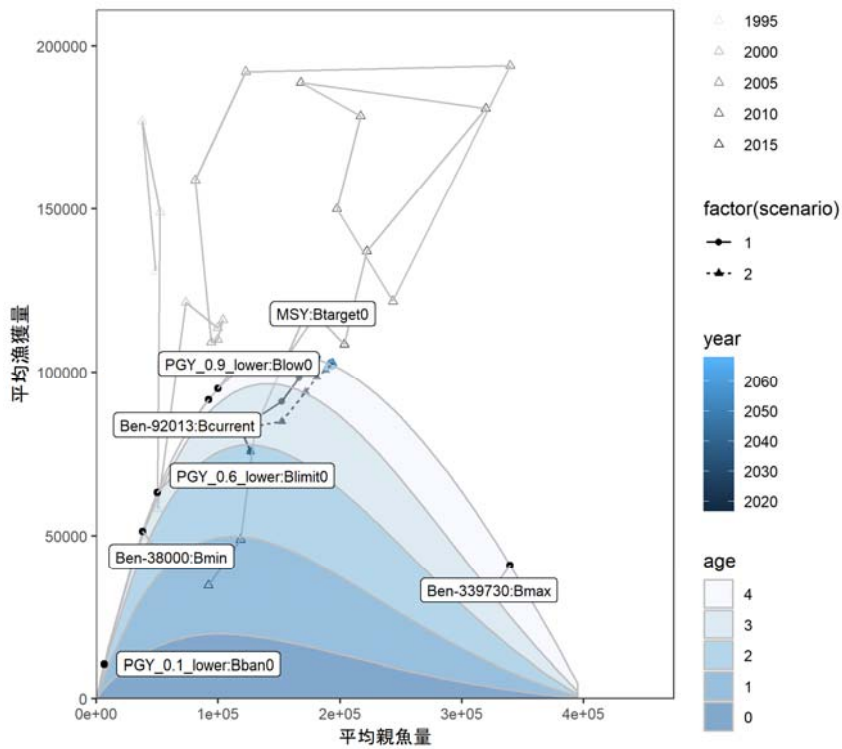 200000
150000
100000
50000
0
平均漁獲量
MSY:Btarget0
PGY_0.9_lower:Blow0
Ben-92013:Bcurrent
PGY_0.6_lower:Blimit0
Ben-38000:Bmin
Ben-339730:Bmax
PGY_0.1_lower:Bban0
0e+00 1e+05 2e+05 3e+05 4e+05
平均親魚量
1995
2000
2005
2010
2015
factor(scenario)
1
2
year
2060
2050
2040
2030
2020
age
4
3
2
1
0